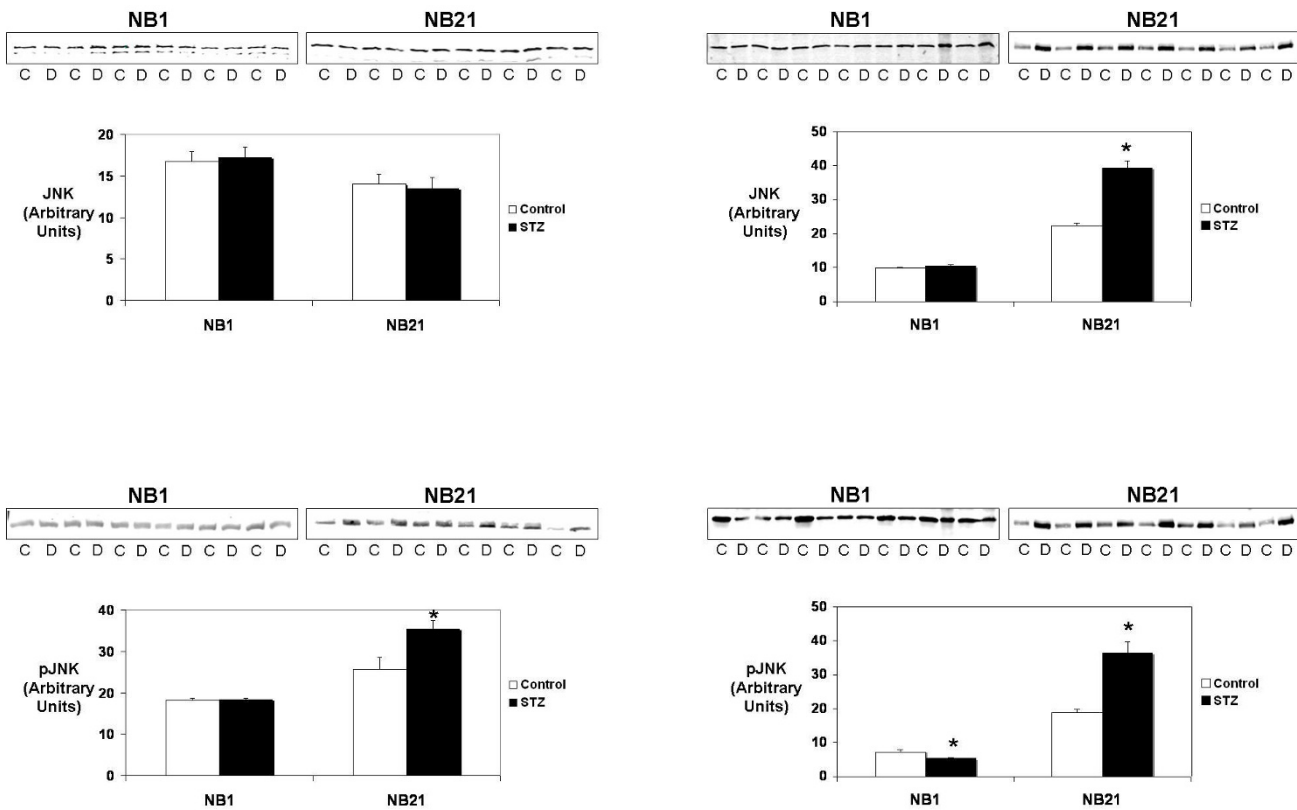 NB1 NB21
C D C D C D C D C D C D C D C D C D C D C D C D
20
15
10
5
0
JNK
(Arbitrary
Units)
Control
STZ
NB1 NB21
NB1 NB21
C D C D C D C D C D C D C D C D C D C D C D C D C D C D
50
40
30
20
10
0
*
JNK
(Arbitrary
Units)
Control
STZ
NB1 NB21
NB1 NB21
C D C D C D C D C D C D C D C D C D C D C D C D
40
30
20
10
0
*
pJNK
(Arbitrary
Units)
Control
STZ
NB1 NB21
NB1 NB21
C D C D C D C D C D C D C D C D C D C D C D C D C D C D
50
40
30
20
10
0
*
*
pJNK
(Arbitrary
Units)
Control
STZ
NB1 NB21